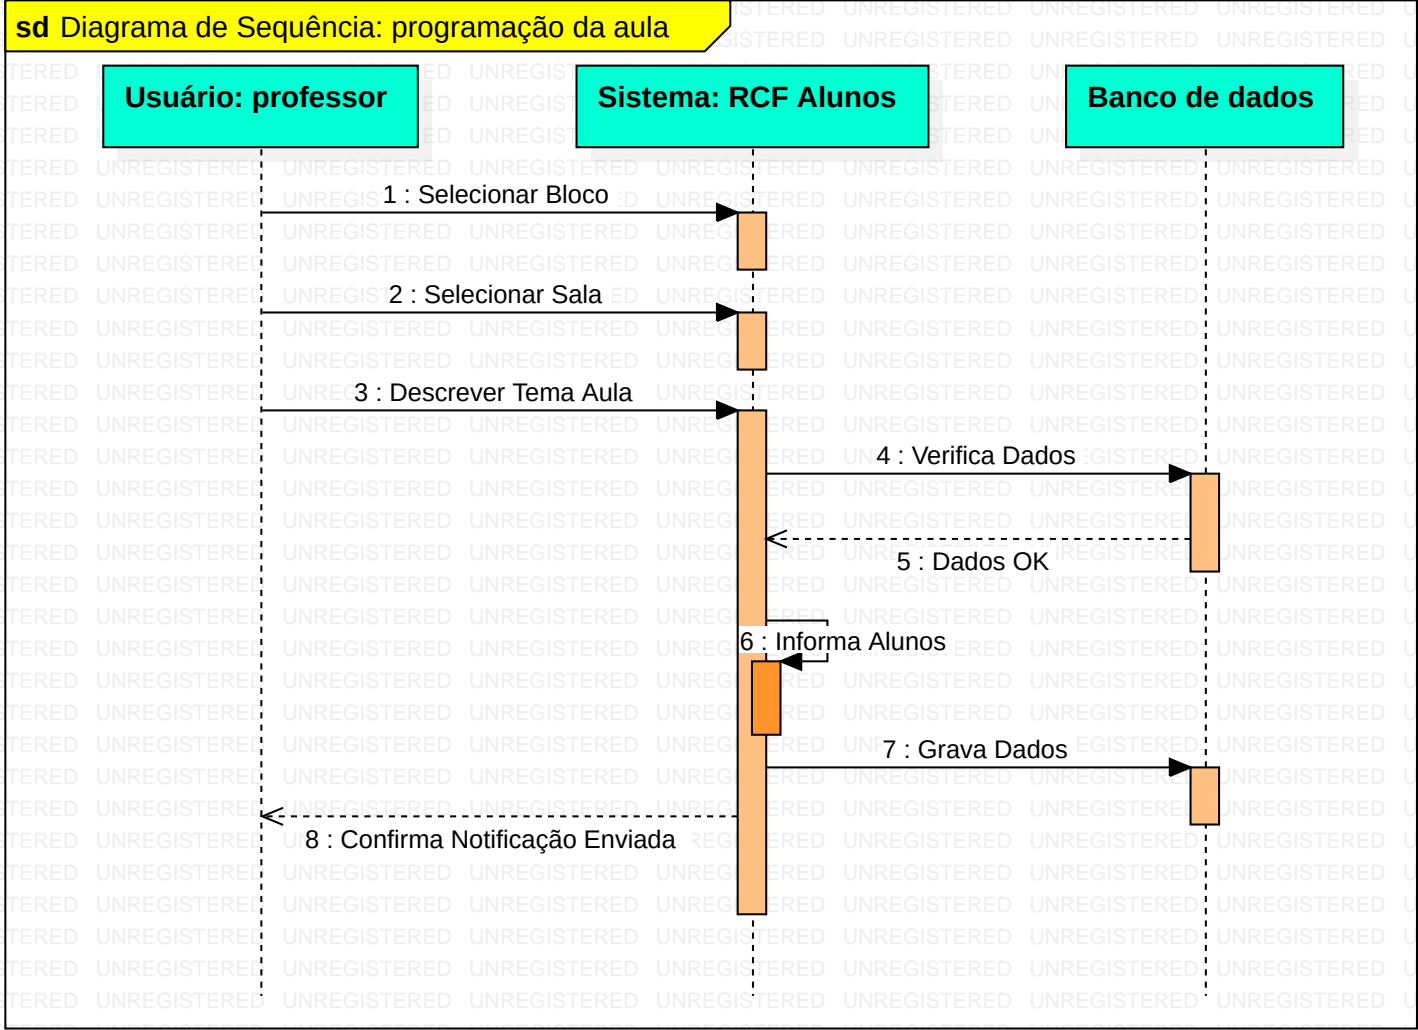 sd Diagrama de Sequência: programação da aula
Usuário: professor
Sistema: RCF Alunos
Banco de dados
1 : Selecionar Bloco
2 : Selecionar Sala
3 : Descrever Tema Aula
4 : Verifica Dados
5 : Dados OK
6 : Informa Alunos
7 : Grava Dados
8 : Confirma Notificação Enviada
UNREGISTERED